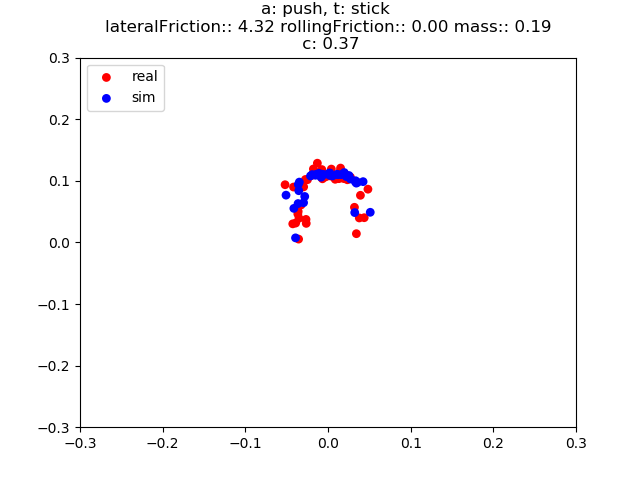 a: push, t: stick
lateralFriction:: 4.32 rollingFriction:: 0.00 mass:: 0.19
c: 0.37
real
sim
0.3
0.2
0.1
0.0
−0.1
−0.2
−0.3
−0.3
−0.2
−0.1
0.0
0.1
0.2
0.3